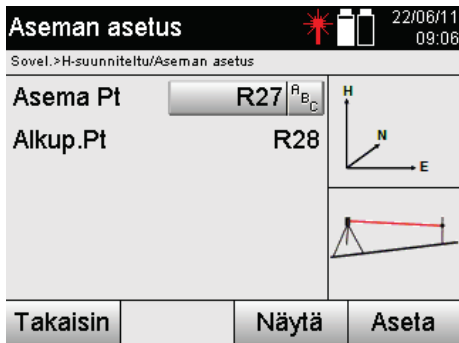 Aseman asetus
22/06/11
09:06
Sovel.>H-suunniteltu/Aseman asetus
Asema Pt R27 ABC
Alkup.Pt R28
H
N
E
Takaisin Näytä Aseta